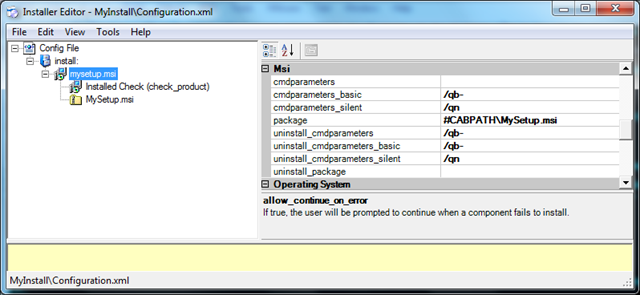 Installer Editor - MyInstall\Configuration.xml
File Edit View Tools Help
Config File
install:
mysetup.msi
Installed Check (check_product)
MySetup.msi
Msi
cmdparameters
cmdparameters_basic /qb-
cmdparameters_silent /qn
package #CABPATH\MySetup.msi
uninstall_cmdparameters /qb-
uninstall_cmdparameters_basic /qb-
uninstall_cmdparameters_silent /qn
uninstall_package
Operating System
allow_continue_on_error
If true, the user will be prompted to continue when a component fails to install.
MyInstall\Configuration.xml